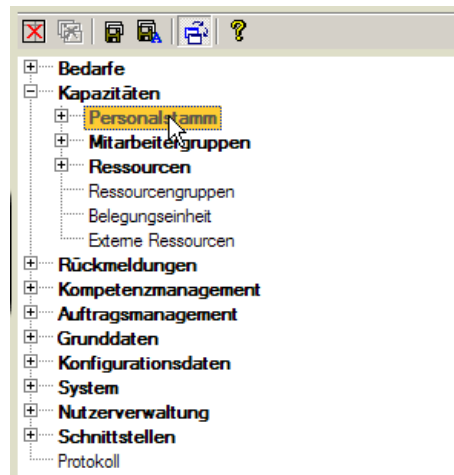 Bedarfe
Kapazitäten
Personalstamm
Mitarbeitergruppen
Ressourcen
Ressourcengruppen
Belegungseinheit
Externe Ressourcen
Rückmeldungen
Kompetenzmanagement
Auftragsmanagement
Grunddaten
Konfigurationsdaten
System
Nutzerverwaltung
Schnittstellen
Protokoll